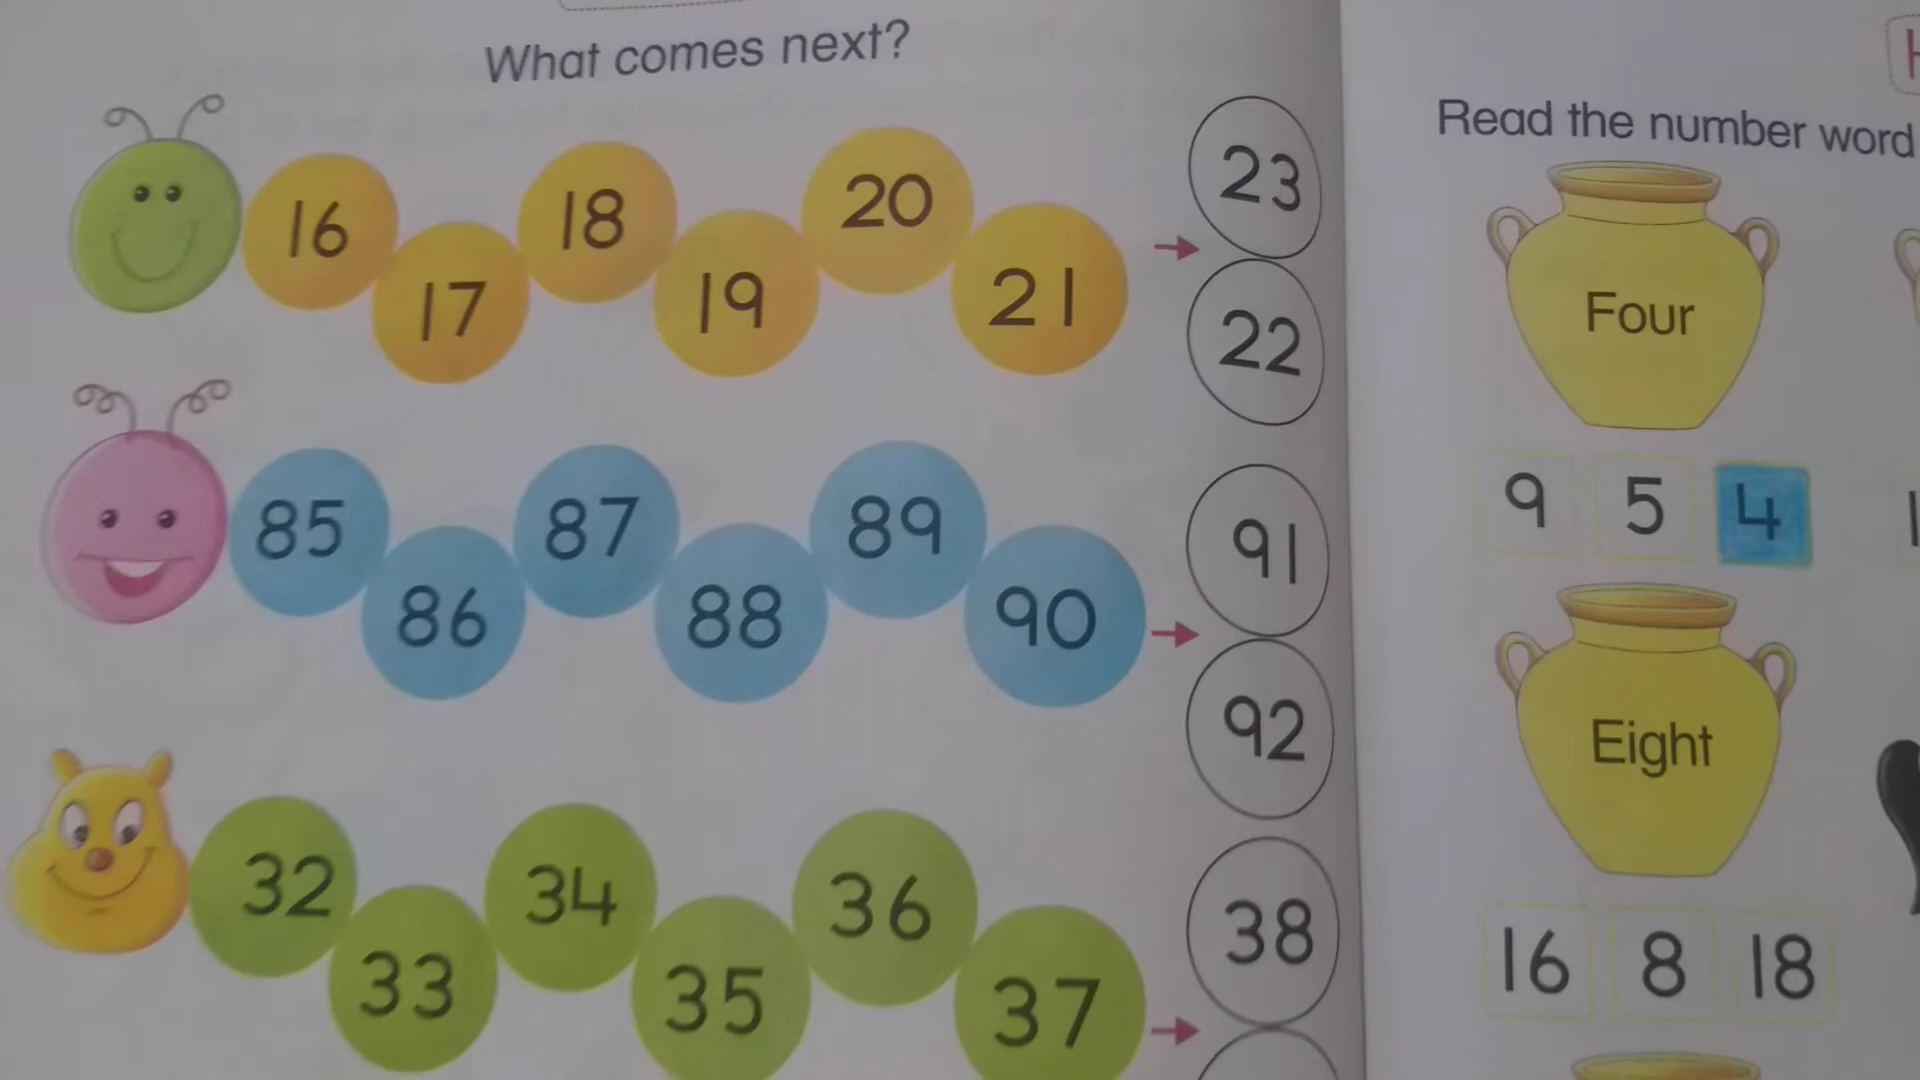 What comes next?
16 17 18 19 20 21
23
22
85 86 87 88 89 90
91
92
32 33 34 35 36 37
38
Read the number word
Four
9 5 4
Eight
16 8 18